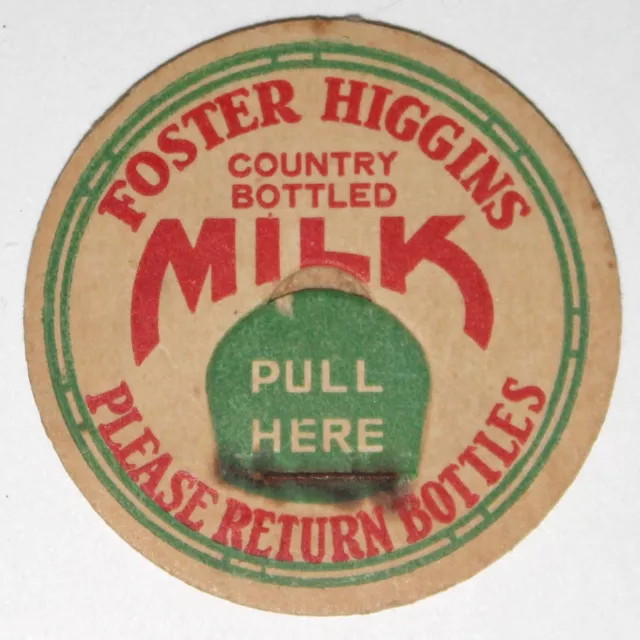 FOSTER HIGGINS
COUNTRY
BOTTLED
MILK
PULL
HERE
PLEASE RETURN BOTTLES